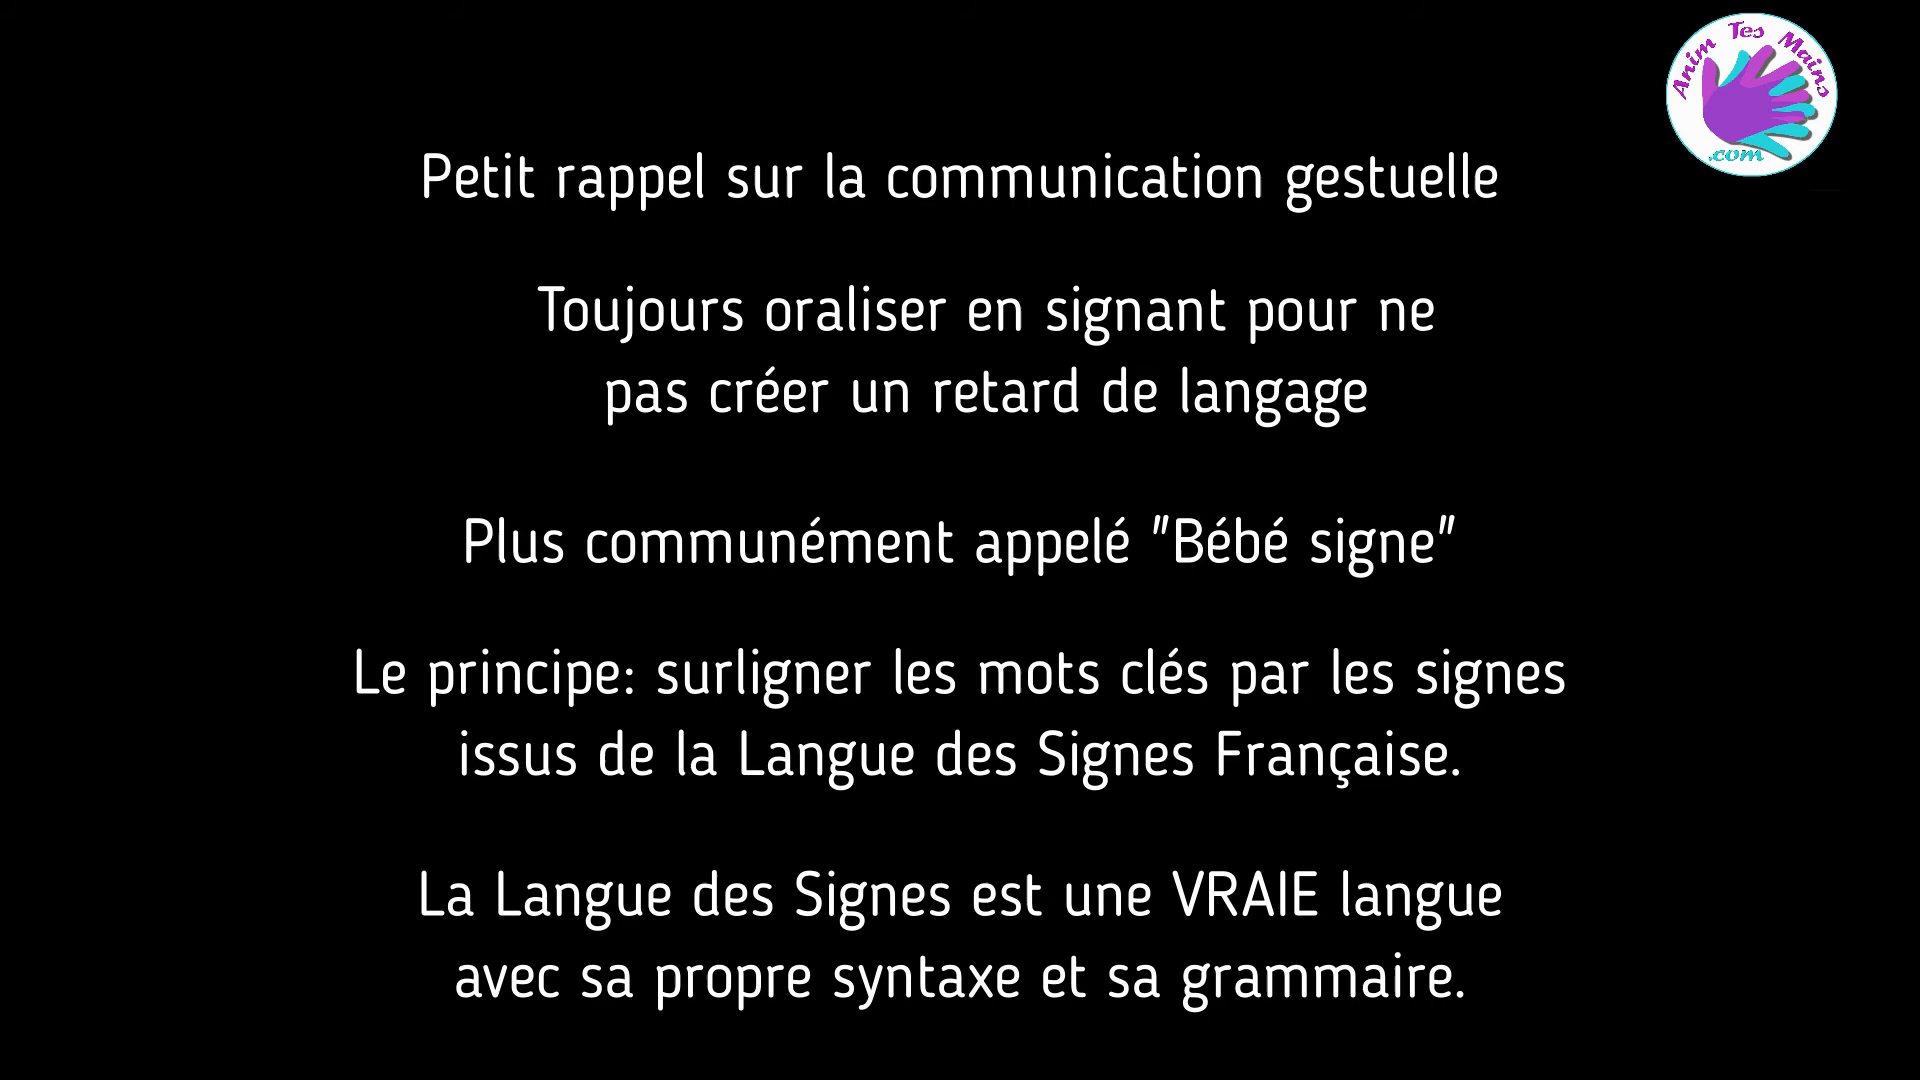 Anim Tes Mains
.com
Petit rappel sur la communication gestuelle
Toujours oraliser en signant pour ne
pas créer un retard de langage
Plus communément appelé "Bébé signe"
Le principe: surligner les mots clés par les signes
issus de la Langue des Signes Française.
La Langue des Signes est une VRAIE langue
avec sa propre syntaxe et sa grammaire.